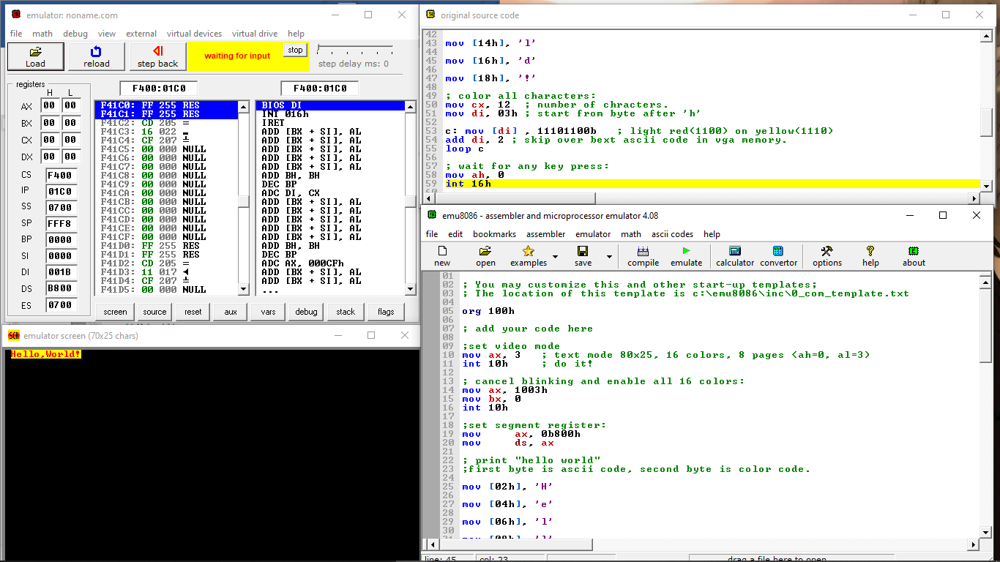 emulator: noname.com
file math debug view external virtual devices virtual drive help
Load reload step back waiting for input stop step delay ms: 0
registers F400:01C0 F400:01C0
H L
AX 00 00
BX 00 00
CX 00 00
DX 00 00
CS F400
IP 01C0
SS 0700
SP FFF8
BP 0000
SI 0000
DI 001B
DS B800
ES 0700
F41C0: FF 255 RES
F41C1: FF 255 RES
F41C2: CD 205 =
F41C3: 16 022 ▬
F41C4: CF 207 ╧
F41C5: 00 000 NULL
F41C6: 00 000 NULL
F41C7: 00 000 NULL
F41C8: 00 000 NULL
F41C9: 00 000 NULL
F41CA: 00 000 NULL
F41CB: 00 000 NULL
F41CC: 00 000 NULL
F41CD: 00 000 NULL
F41CE: 00 000 NULL
F41CF: 00 000 NULL
F41D0: FF 255 RES
F41D1: FF 255 RES
F41D2: CD 205 =
F41D3: 11 017 ◄
F41D4: CF 207 ╧
F41D5: 00 000 NULL
BIOS DI
INT 016h
IRET
ADD [BX + SI], AL
ADD [BX + SI], AL
ADD [BX + SI], AL
ADD [BX + SI], AL
ADD [BX + SI], AL
ADD BH, BH
DEC BP
ADC DI, CX
ADD [BX + SI], AL
ADD [BX + SI], AL
ADD [BX + SI], AL
ADD [BX + SI], AL
ADD [BX + SI], AL
ADD BH, BH
DEC BP
ADC AX, 000CFh
ADD [BX + SI], AL
ADD [BX + SI], AL
...
screen source reset aux vars debug stack flags
emulator screen (70x25 chars)
Hello,World!
original source code
42
43 mov [14h], 'l'
44
45 mov [16h], 'd'
46
47 mov [18h], '!'
48
49 ; color all characters:
50 mov cx, 12 ; number of chracters.
51 mov di, 03h ; start from byte after 'h'
52
53 c: mov [di] , 11101100b ; light red(1100) on yellow(1110)
54 add di, 2 ; skip over bext ascii code in vga memory.
55 loop c
56
57 ; wait for any key press:
58 mov ah, 0
59 int 16h
60
emu8086 - assembler and microprocessor emulator 4.08
file edit bookmarks assembler emulator math ascii codes help
new open examples save compile emulate calculator convertor options help about
01
02 ; You may customize this and other start-up templates;
03 ; The location of this template is c:\emu8086\inc\0_com_template.txt
04
05 org 100h
06
07 ; add your code here
08
09 ;set video mode
10 mov ax, 3 ; text mode 80x25, 16 colors, 8 pages (ah=0, al=3)
11 int 10h ; do it!
12
13 ; cancel blinking and enable all 16 colors:
14 mov ax, 1003h
15 mov bx, 0
16 int 10h
17
18 ;set segment register:
19 mov ax, 0b800h
20 mov ds, ax
21
22 ; print "hello world"
23 ;first byte is ascii code, second byte is color code.
24
25 mov [02h], 'H'
26
27 mov [04h], 'e'
28
29 mov [06h], 'l'
30
31 mov [08h], 'l'
line: 45 col: 23 drag a file here to open